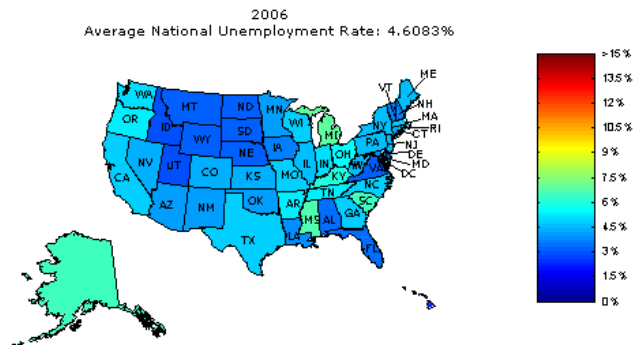 2006
Average National Unemployment Rate: 4.6083%
>15%
12.5%
10.5%
9%
7.5%
6%
4.5%
3%
1.5%
0%
ME
VT
NH
MA
RI
CT
NJ
DE
MD
DC
WA
MT
ND
MN
OR
ID
SD
WI
MI
NY
WY
IA
PA
NE
NV
UT
IL
IN
OH
CO
KS
MO
KY
VA
CA
NC
TN
AZ
NM
OK
AR
SC
MS
AL
GA
TX
LA
FL